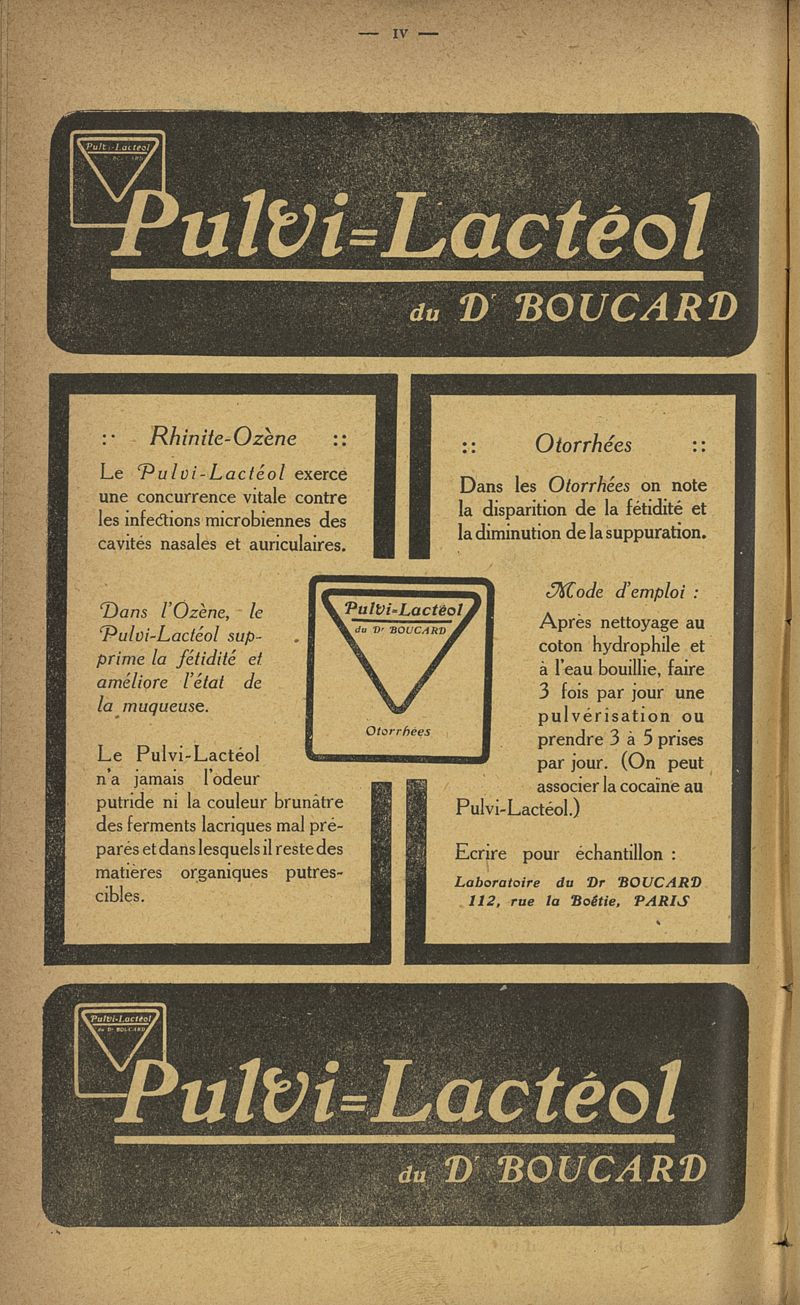 — IV —
Pulvi-Lactéol
Pulvi=Lactéol
du Dr BOUCARD
:: Rhinite-Ozène ::
Le Pulvi-Lactéol exerce
une concurrence vitale contre
les infections microbiennes des
cavités nasales et auriculaires.
Dans l'Ozène, le
Pulvi-Lactéol sup-
prime la fétidité et
améliore l'état de
la muqueuse.
Le Pulvi-Lactéol
n'a jamais l'odeur
putride ni la couleur brunâtre
des ferments lacriques mal pré-
parés et dans lesquels il reste des
matières organiques putres-
cibles.
Pulvi-Lactéol
du Dr BOUCARD
Otorrhées
:: Otorrhées ::
Dans les Otorrhées on note
la disparition de la fétidité et
la diminution de la suppuration.
Mode d'emploi :
Après nettoyage au
coton hydrophile et
à l'eau bouillie, faire
3 fois par jour une
pulvérisation ou
prendre 3 à 5 prises
par jour. (On peut
associer la cocaïne au
Pulvi-Lactéol.)
Ecrire pour échantillon :
Laboratoire du Dr BOUCARD
112, rue la Boëtie, PARIS
Pulvi-Lactéol
du Dr BOUCARD
Pulvi=Lactéol
du Dr BOUCARD